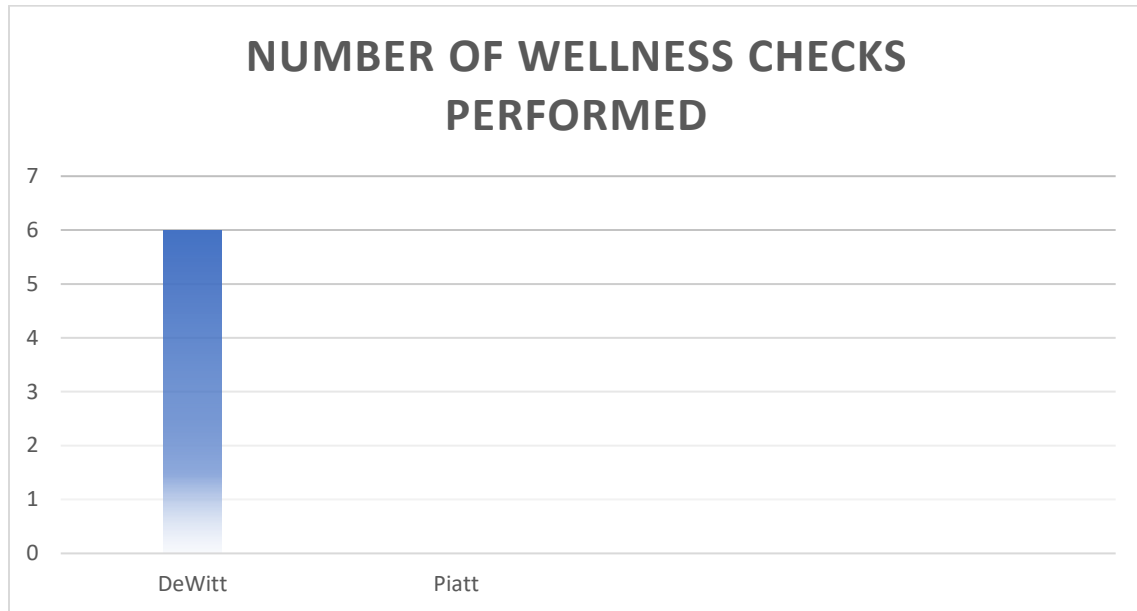 NUMBER OF WELLNESS CHECKS
PERFORMED
7
6
5
4
3
2
1
0
DeWitt Piatt